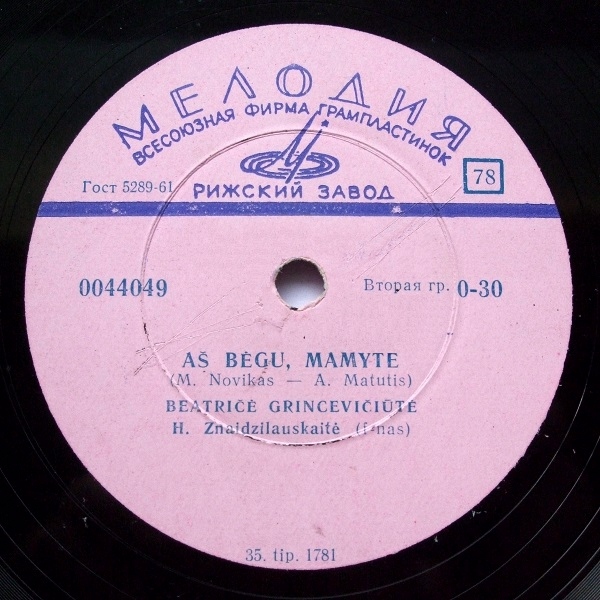 МЕЛОДИЯ
ВСЕСОЮЗНАЯ ФИРМА ГРАМПЛАСТИНОК
Гост 5289-61
РИЖСКИЙ ЗАВОД
78
0044049
Вторая гр. 0-30
AŠ BĖGU, MAMYTE
(M. Novikas — A. Matutis)
BEATRIČĖ GRINCEVIČIŪTĖ
H. Znaidzilauskaitė (f-nas)
35. tip. 1781